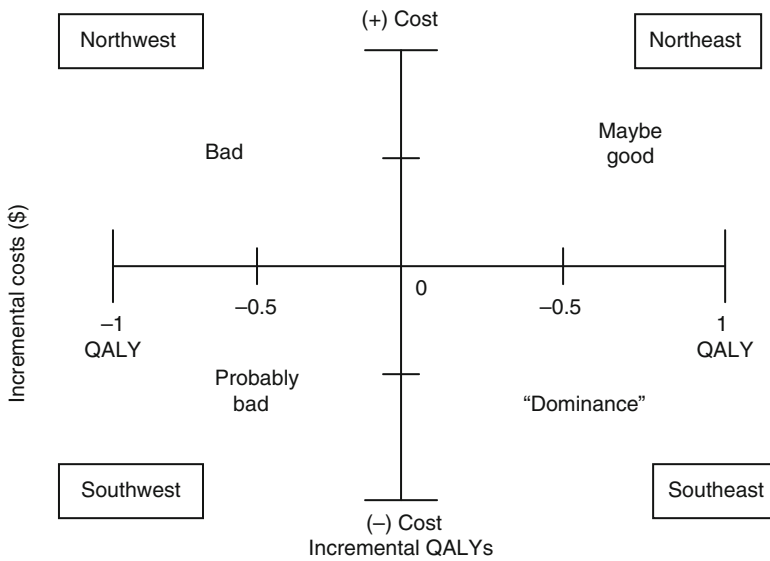 (+) Cost
Northwest
Northeast
Bad
Maybe
good
Incremental costs ($)
0
–0.5
–0.5
–1
QALY
1
QALY
Probably
bad
“Dominance”
Southwest
Southeast
(–) Cost
Incremental QALYs